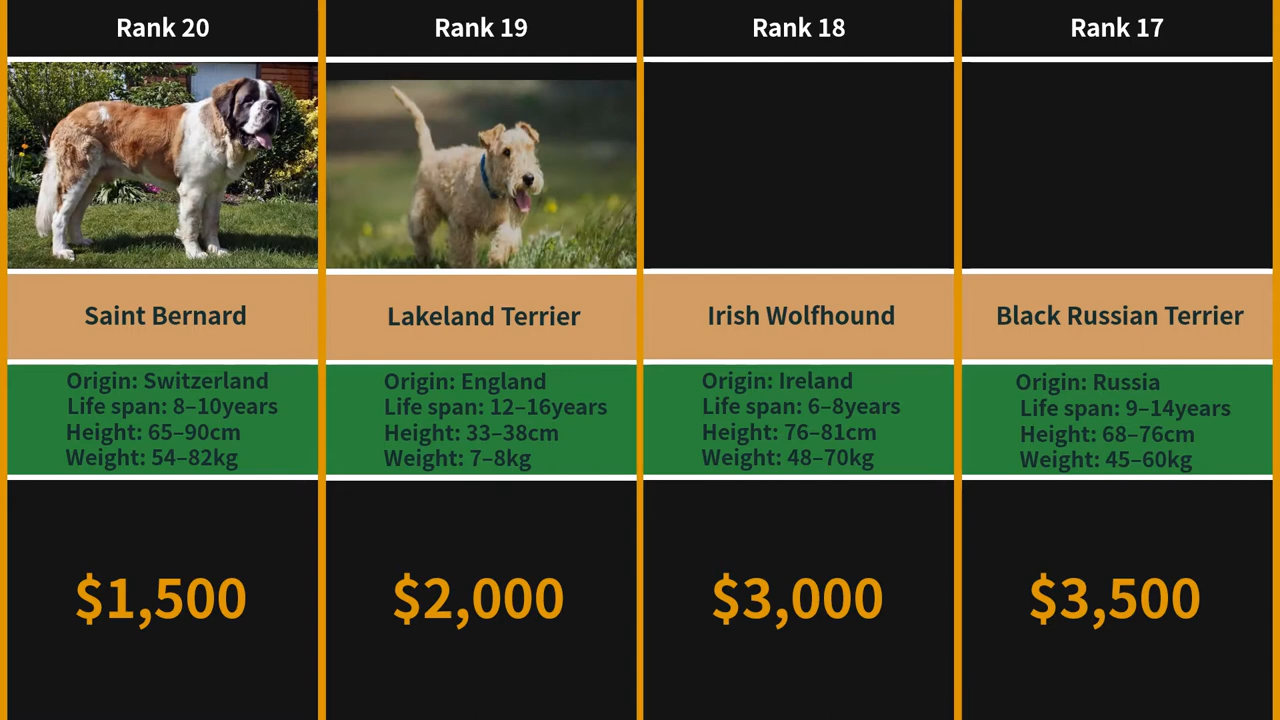 Rank 20
Saint Bernard
Origin: Switzerland
Life span: 8–10years
Height: 65–90cm
Weight: 54–82kg
$1,500
Rank 19
Lakeland Terrier
Origin: England
Life span: 12–16years
Height: 33–38cm
Weight: 7–8kg
$2,000
Rank 18
Irish Wolfhound
Origin: Ireland
Life span: 6–8years
Height: 76–81cm
Weight: 48–70kg
$3,000
Rank 17
Black Russian Terrier
Origin: Russia
Life span: 9–14years
Height: 68–76cm
Weight: 45–60kg
$3,500